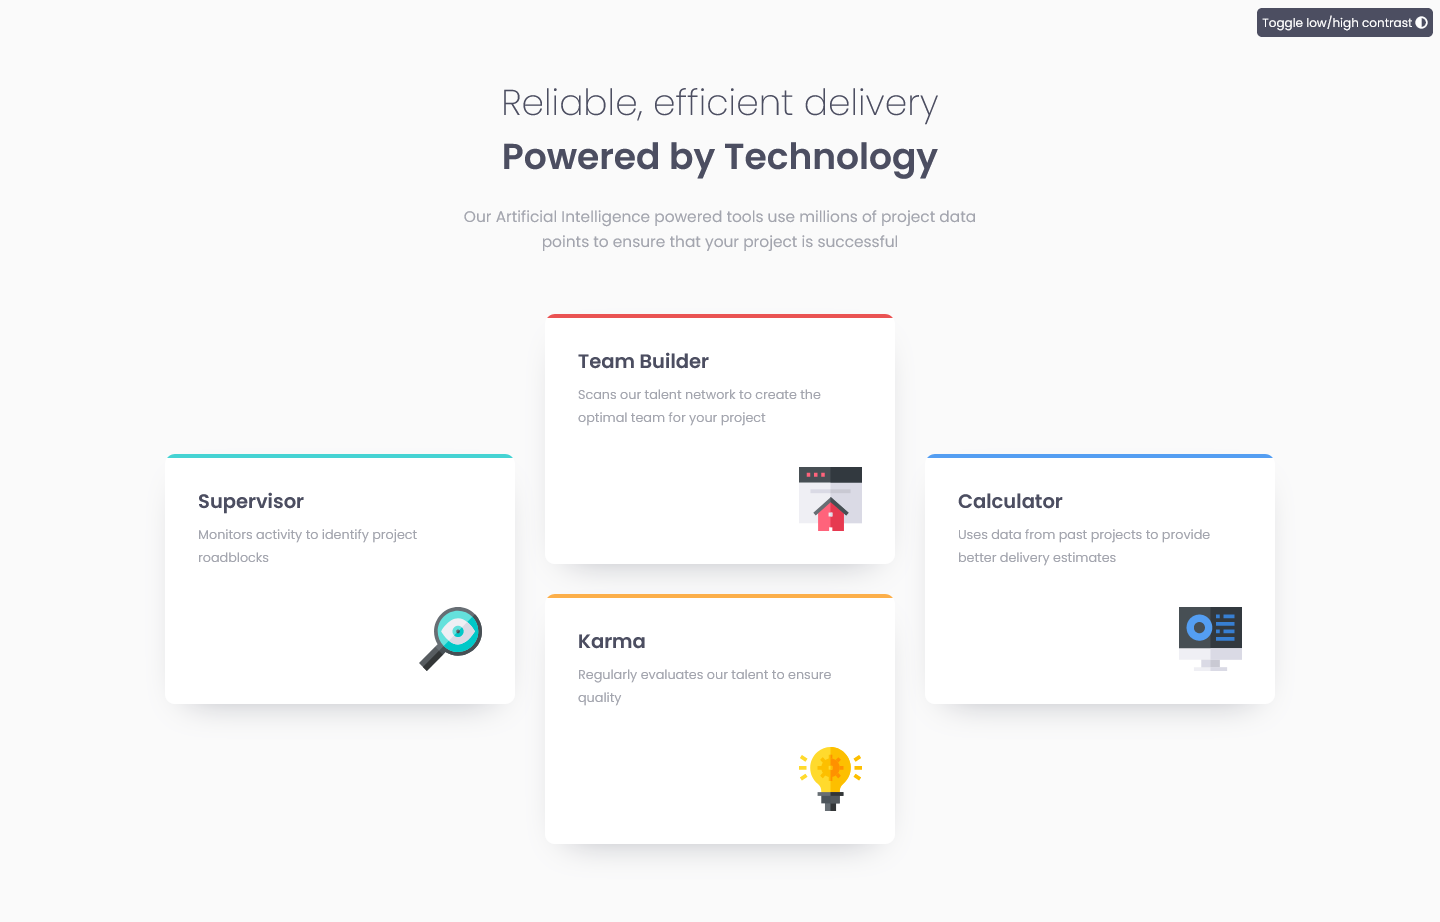 Toggle low/high contrast
Reliable, efficient delivery
Powered by Technology
Our Artificial Intelligence powered tools use millions of project data
points to ensure that your project is successful
Team Builder
Scans our talent network to create the
optimal team for your project
Supervisor
Monitors activity to identify project
roadblocks
Calculator
Uses data from past projects to provide
better delivery estimates
Karma
Regularly evaluates our talent to ensure
quality